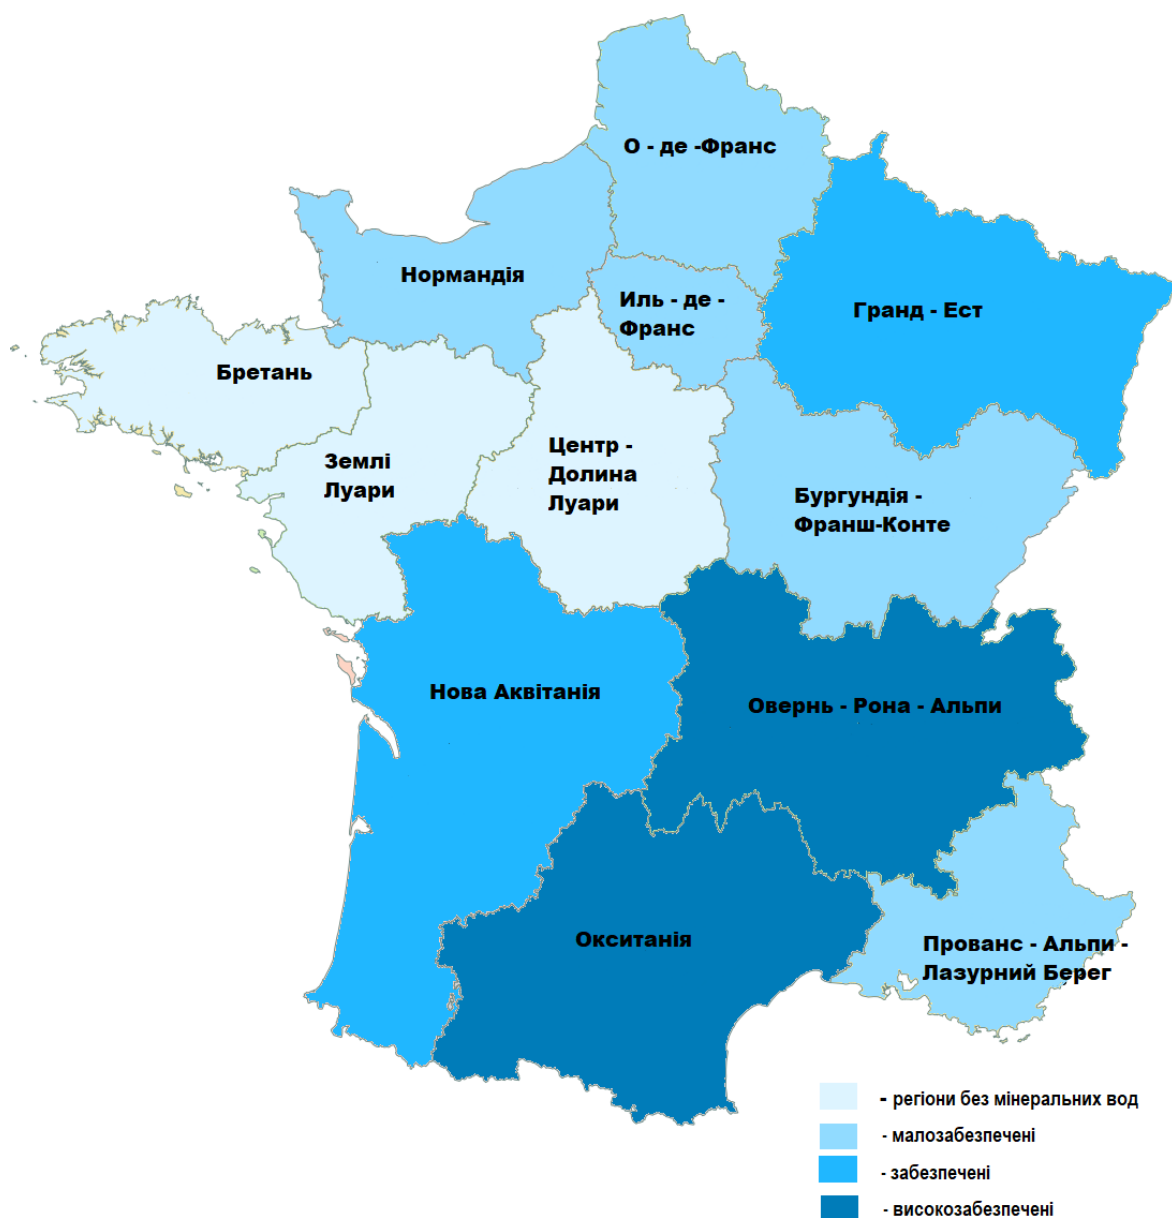 О - де -Франс
Нормандія
Иль - де -
Франс
Гранд - Ест
Бретань
Землі
Луари
Центр -
Долина
Луари
Бургундія -
Франш-Конте
Нова Аквітанія
Овернь - Рона - Альпи
Окситанія
Прованс - Альпи -
Лазурний Берег
- регіони без мінеральних вод
- малозабезпечені
- забезпечені
- високозабезпечені